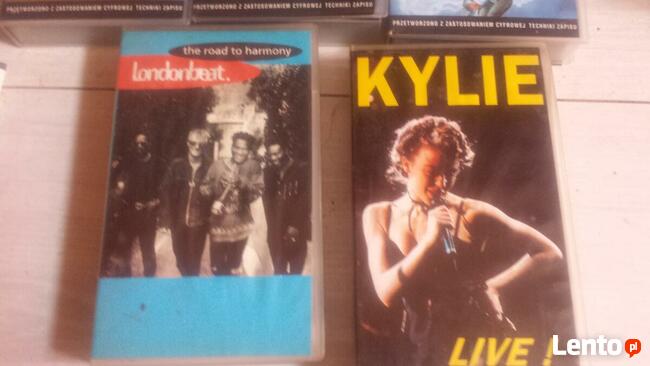 PRZETWORZONO Z ZASTOSOWANIEM CYFROWEJ TECHNIKI ZAPISU
PRZETWORZONO Z ZASTOSOWANIEM CYFROWEJ TECHNIKI ZAPISU
PRZETWORZONO Z ZASTOSOWANIEM CYFROWEJ TECHNIKI ZAPISU
the road to harmony
londonbeat.
KYLIE
LIVE !
Lento.pl